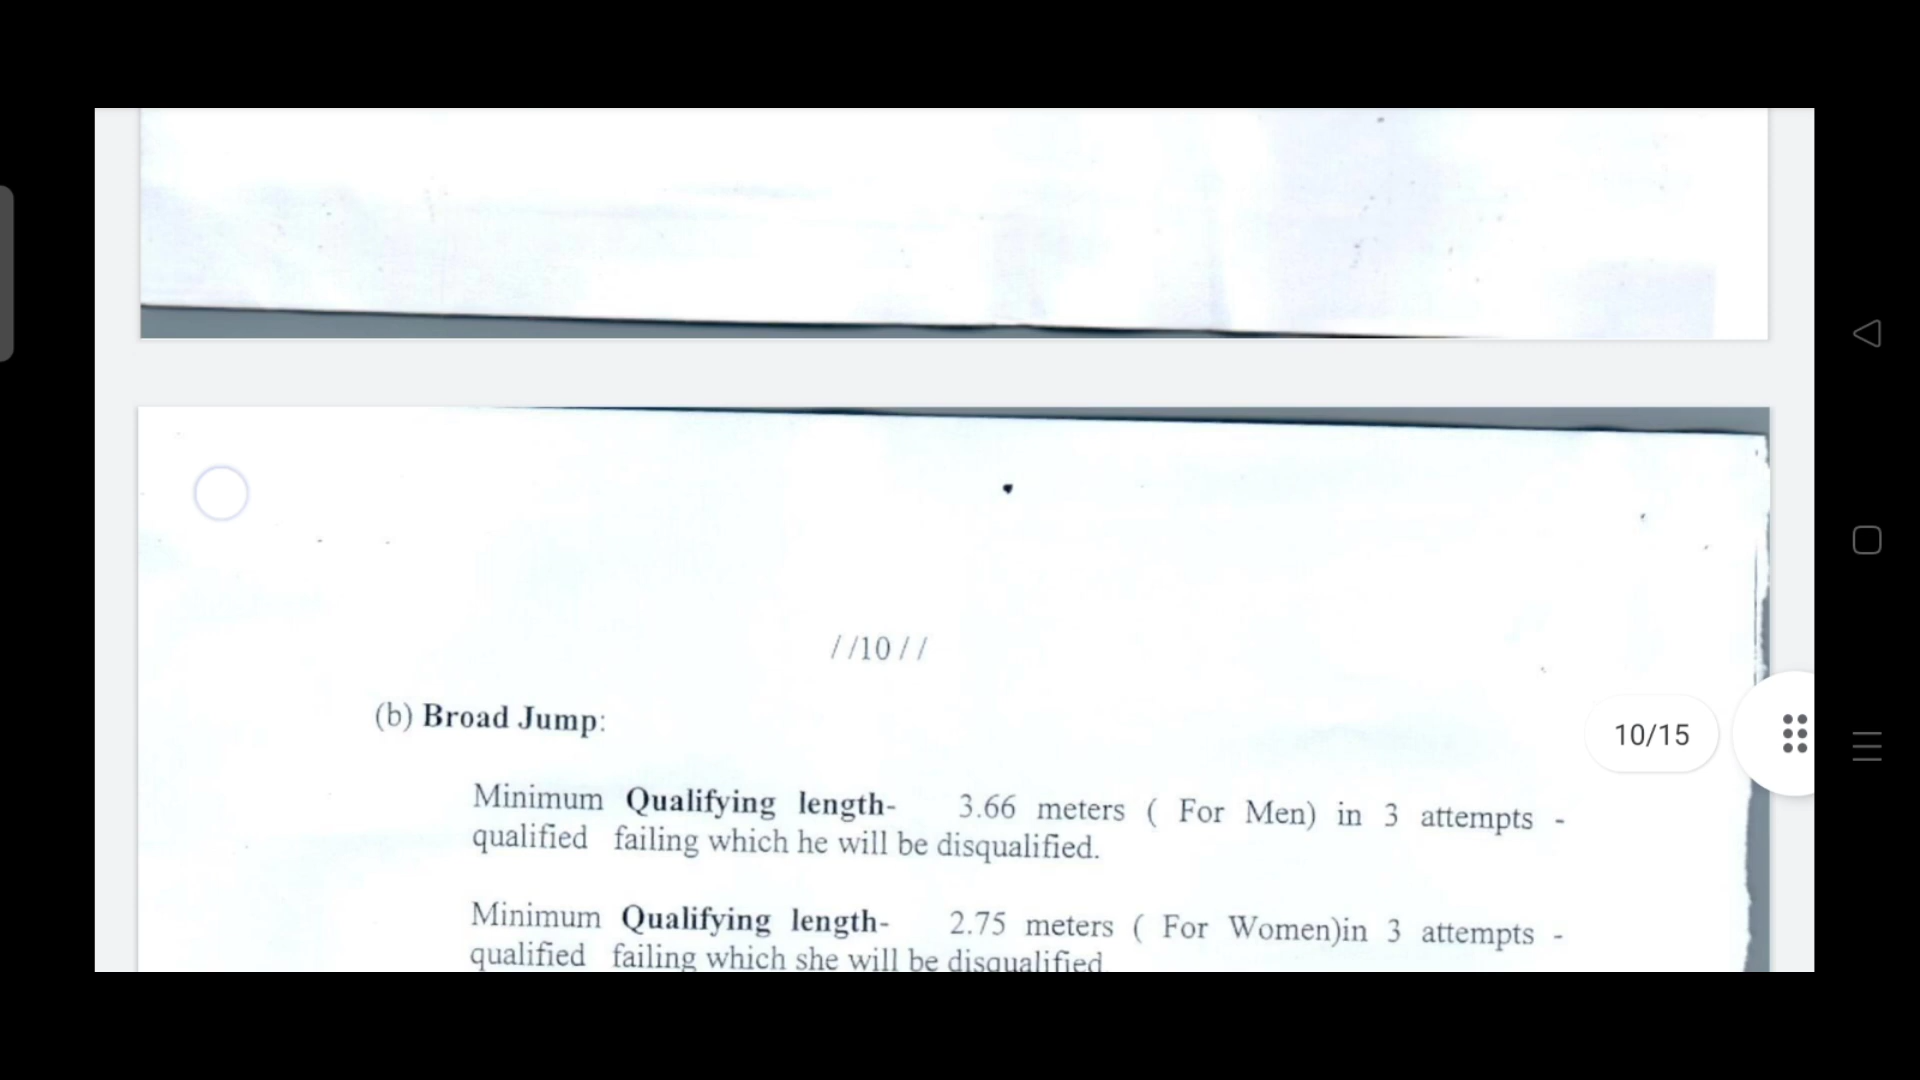 //10//
(b) Broad Jump:
10/15
Minimum Qualifying length- 3.66 meters ( For Men) in 3 attempts -
qualified failing which he will be disqualified.
Minimum Qualifying length- 2.75 meters ( For Women)in 3 attempts -
qualified failing which she will be disqualified